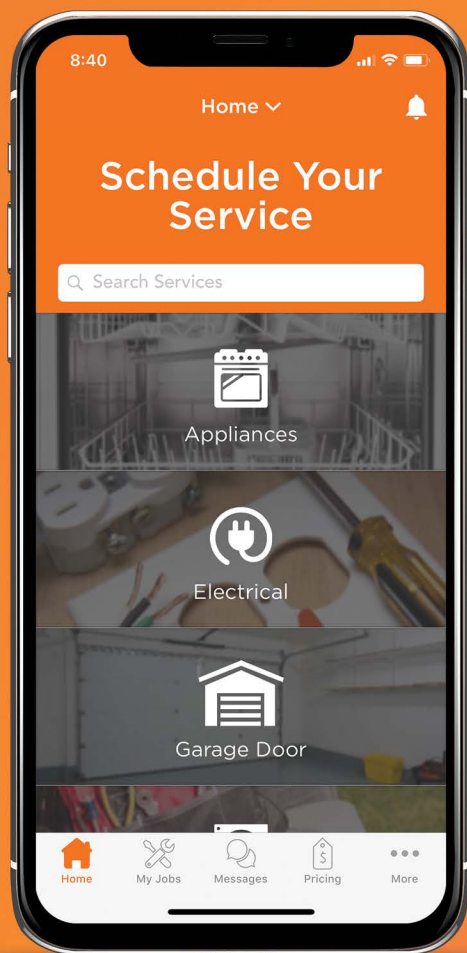 8:40
Home
Schedule Your
Service
Search Services
Appliances
Electrical
Garage Door
Home
My Jobs
Messages
Pricing
More